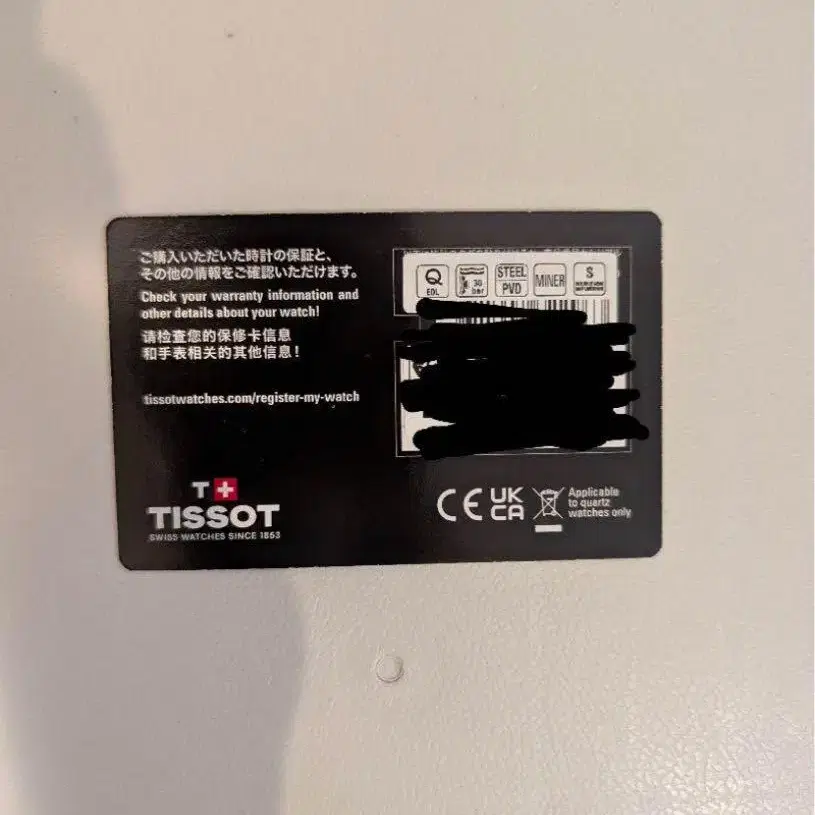 ご購入いただいた時計の保証と、
その他の情報をご確認いただけます。
Check your warranty information and
other details about your watch!
请检查您的保修卡信息
和手表相关的其他信息！
tissotwatches.com/register-my-watch
T+
TISSOT
SWISS WATCHES SINCE 1853
Q
EOL
30
bar
STEEL
PVD
MINER
S
CE
UK
CA
Applicable
to quartz
watches only